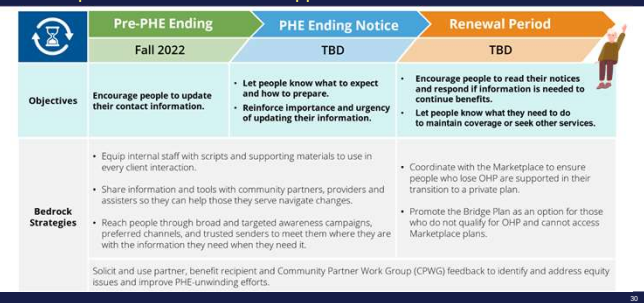 Pre-PHE Ending
PHE Ending Notice
Renewal Period
Fall 2022
TBD
TBD
Objectives
Encourage people to update
their contact information.
• Let people know what to expect
and how to prepare.
• Reinforce importance and urgency
of updating their information.
• Encourage people to read their notices
and respond if information is needed to
continue benefits.
• Let people know what they need to do
to maintain coverage or seek other services.
Bedrock
Strategies
• Equip internal staff with scripts and supporting materials to use in
every client interaction.
• Share information and tools with community partners, providers and
assisters so they can help those they serve navigate changes.
• Reach people through broad and targeted awareness campaigns,
preferred channels, and trusted senders to meet them where they are
with the information they need when they need it.
• Coordinate with the Marketplace to ensure
people who lose OHP are supported in their
transition to a private plan.
• Promote the Bridge Plan as an option for those
who do not qualify for OHP and cannot access
Marketplace plans.
Solicit and use partner, benefit recipient and Community Partner Work Group (CPWG) feedback to identify and address equity
issues and improve PHE-unwinding efforts.
30